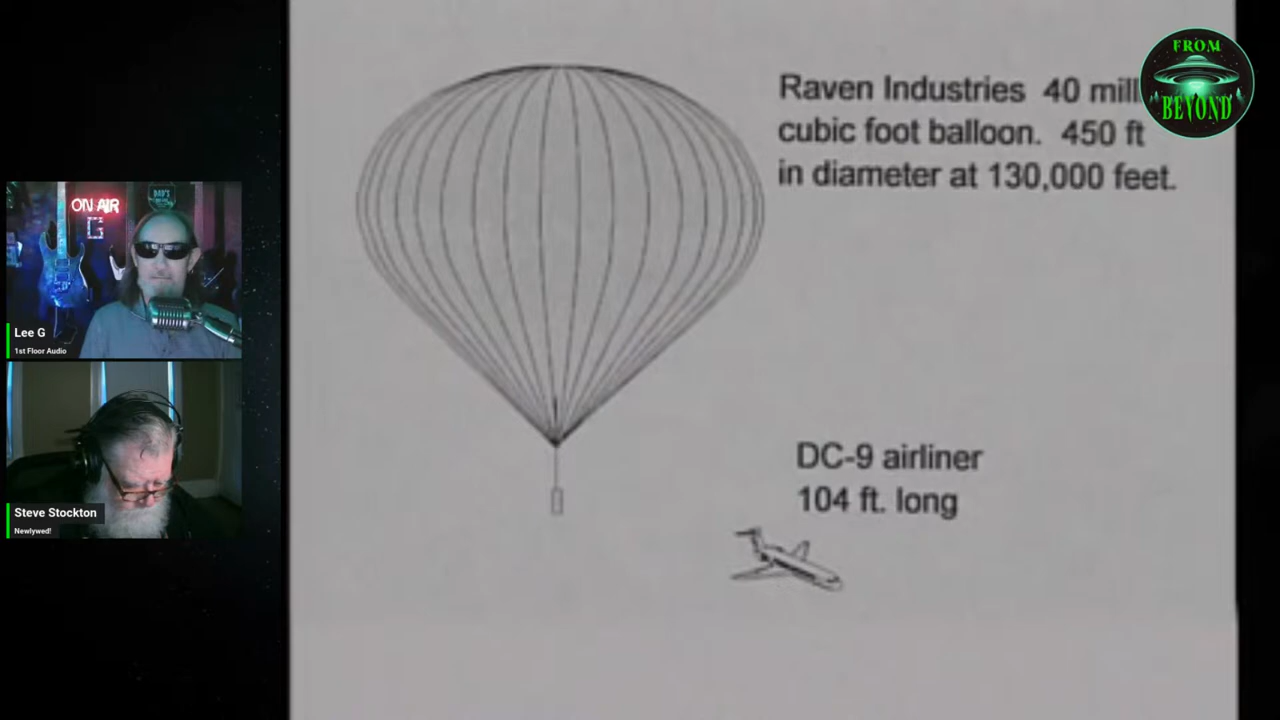 Raven Industries 40 mill
cubic foot balloon. 450 ft
in diameter at 130,000 feet.
DC-9 airliner
104 ft. long
FROM
BEYOND
ON AIR
G
Lee G
1st Floor Audio
Steve Stockton
Newlywed!